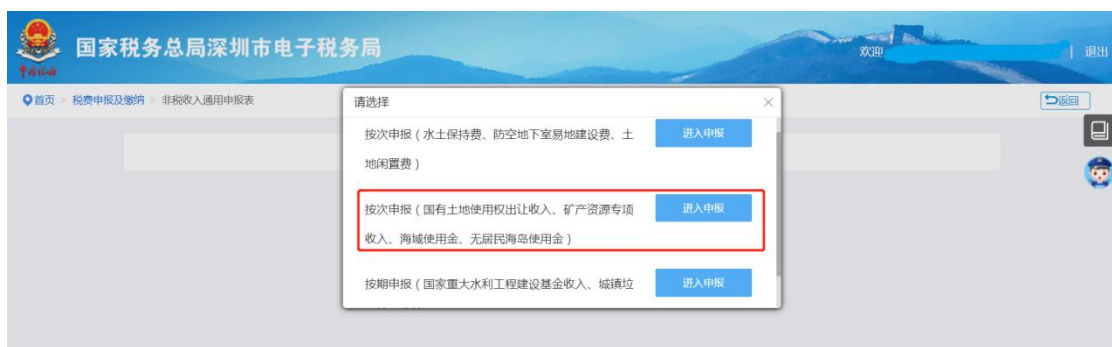 国家税务总局深圳市电子税务局
中国税务
欢迎
| 退出
首页 > 税费申报及缴纳 > 非税收入通用申报表
返回
请选择
×
按次申报（水土保持费、防空地下室易地建设费、土
地闲置费）
进入申报
按次申报（国有土地使用权出让收入、矿产资源专项
收入、海域使用金、无居民海岛使用金）
进入申报
按期申报（国家重大水利工程建设基金收入、城镇垃
进入申报